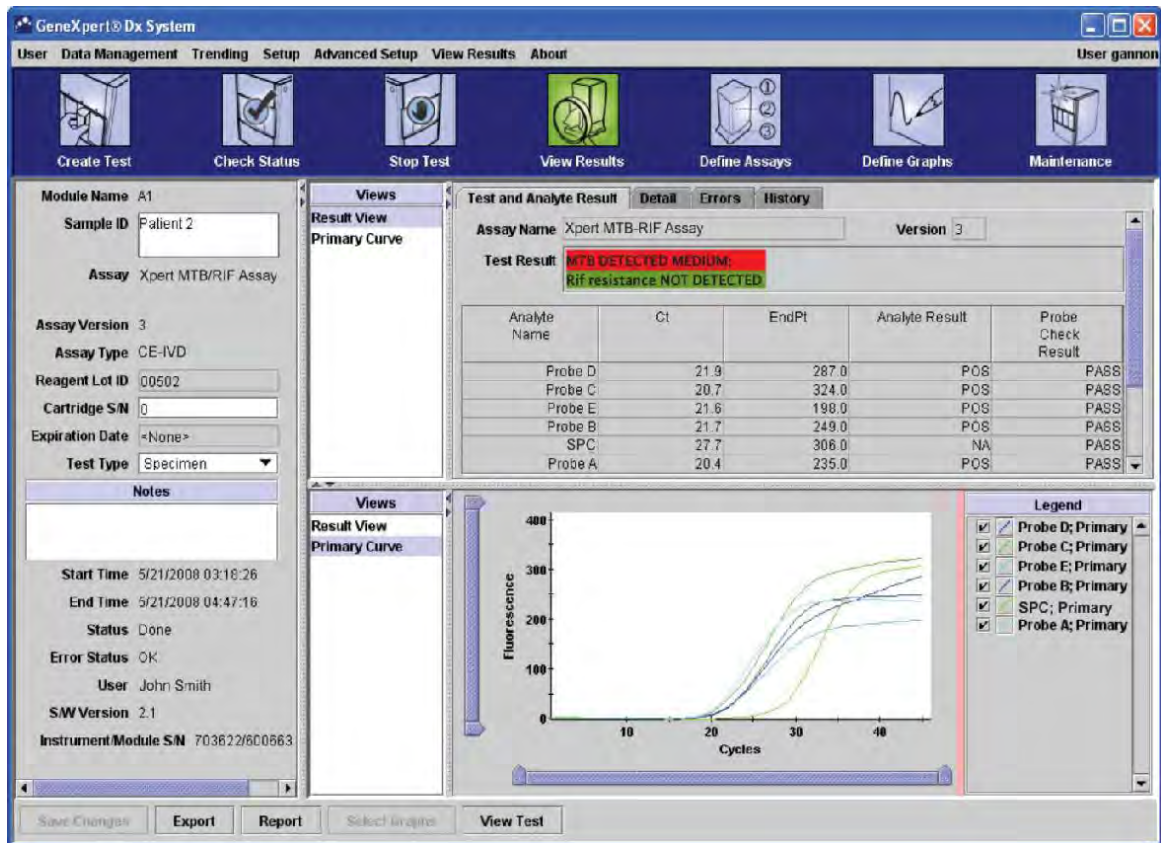 GeneXpert® Dx System
User Data Management Trending Setup Advanced Setup View Results About User gannon
Create Test Check Status Stop Test View Results Define Assays Define Graphs Maintenance
1
2
3
Module Name A1
Sample ID Patient 2
Assay Xpert MTB/RIF Assay
Assay Version 3
Assay Type CE-IVD
Reagent Lot ID 00502
Cartridge S/N 0
Expiration Date <None>
Test Type Specimen
Notes
Start Time 5/21/2008 03:18:26
End Time 5/21/2008 04:47:16
Status Done
Error Status OK
User John Smith
S/W Version 2.1
Instrument/Module S/N 703622/600663
Views
Result View
Primary Curve
Test and Analyte Result Detail Errors History
Assay Name Xpert MTB-RIF Assay Version 3
Test Result MTB DETECTED MEDIUM;
Rif resistance NOT DETECTED
Analyte Name Ct EndPt Analyte Result Probe Check Result
Probe D 21.9 287.0 POS PASS
Probe C 20.7 324.0 POS PASS
Probe E 21.6 198.0 POS PASS
Probe B 21.7 249.0 POS PASS
SPC 27.7 306.0 NA PASS
Probe A 20.4 235.0 POS PASS
Views
Result View
Primary Curve
Fluorescence
400
300
200
100
0
10 20 30 40
Cycles
Legend
Probe D; Primary
Probe C; Primary
Probe E; Primary
Probe B; Primary
SPC; Primary
Probe A; Primary
Save Changes Export Report Select Graphs View Test